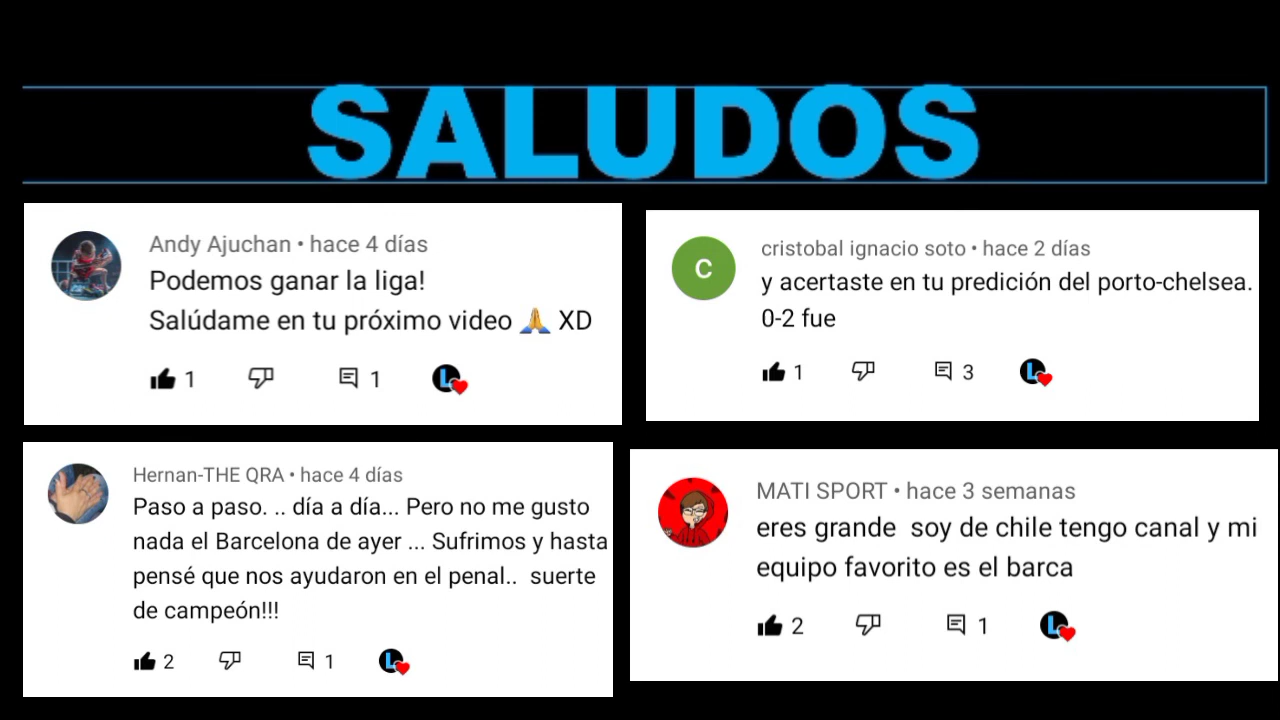 SALUDOS
Andy Ajuchan • hace 4 días
Podemos ganar la liga!
Salúdame en tu próximo video 🙏 XD
1 1
L
C
cristobal ignacio soto • hace 2 días
y acertaste en tu predición del porto-chelsea.
0-2 fue
1 3
L
Hernan-THE QRA • hace 4 días
Paso a paso. .. día a día... Pero no me gusto
nada el Barcelona de ayer ... Sufrimos y hasta
pensé que nos ayudaron en el penal.. suerte
de campeón!!!
2 1
L
MATI SPORT • hace 3 semanas
eres grande soy de chile tengo canal y mi
equipo favorito es el barca
2 1
L